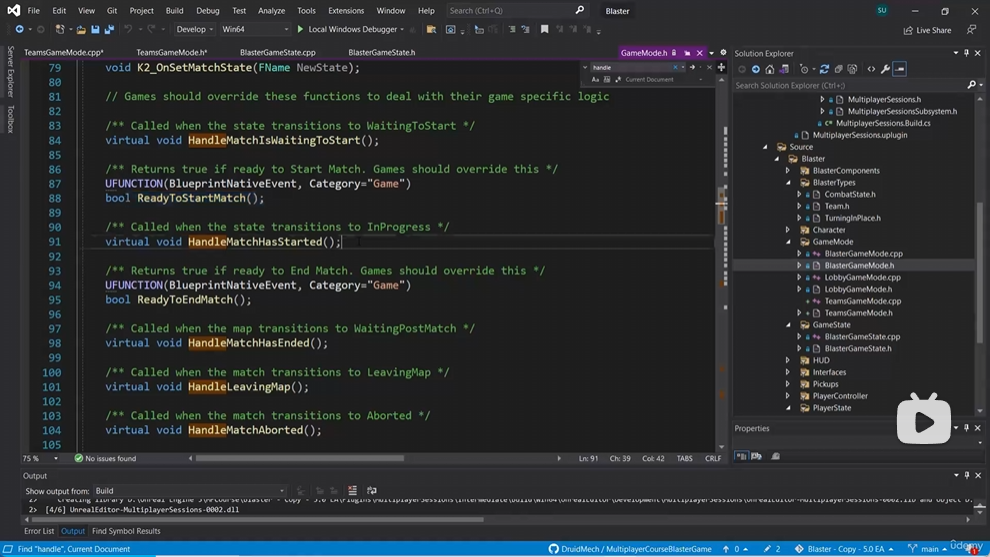 File Edit View Git Project Build Debug Test Analyze Tools Extensions Window Help Search (Ctrl+Q) Blaster SU
Develop Win64 Local Windows Debugger Live Share
Server Explorer
Toolbox
TeamsGameMode.cpp* TeamsGameMode.h* BlasterGameState.cpp BlasterGameState.h GameMode.h
handle
Aa Current Document
79 void K2_OnSetMatchState(FName NewState);
80
81 // Games should override these functions to deal with their game specific logic
82
83 /** Called when the state transitions to WaitingToStart */
84 virtual void HandleMatchIsWaitingToStart();
85
86 /** Returns true if ready to Start Match. Games should override this */
87 UFUNCTION(BlueprintNativeEvent, Category="Game")
88 bool ReadyToStartMatch();
89
90 /** Called when the state transitions to InProgress */
91 virtual void HandleMatchHasStarted();
92
93 /** Returns true if ready to End Match. Games should override this */
94 UFUNCTION(BlueprintNativeEvent, Category="Game")
95 bool ReadyToEndMatch();
96
97 /** Called when the map transitions to WaitingPostMatch */
98 virtual void HandleMatchHasEnded();
99
100 /** Called when the match transitions to LeavingMap */
101 virtual void HandleLeavingMap();
102
103 /** Called when the match transitions to Aborted */
104 virtual void HandleMatchAborted();
105
75 % No issues found Ln: 91 Ch: 39 Col: 42 TABS CRLF
Solution Explorer
Search Solution Explorer (Ctrl+;)
MultiplayerSessions.h
MultiplayerSessionsSubsystem.h
MultiplayerSessions.Build.cs
MultiplayerSessions.uplugin
Source
Blaster
BlasterComponents
BlasterTypes
CombatState.h
Team.h
TurningInPlace.h
Character
GameMode
BlasterGameMode.cpp
BlasterGameMode.h
LobbyGameMode.cpp
LobbyGameMode.h
TeamsGameMode.cpp
TeamsGameMode.h
GameState
BlasterGameState.cpp
BlasterGameState.h
HUD
Interfaces
Pickups
PlayerController
PlayerState
Properties
Output
Show output from: Build
2> [4/6] UnrealEditor-MultiplayerSessions-0002.dll
Error List Output Find Symbol Results
Find "handle", Current Document DruidMech / MultiplayerCourseBlasterGame 0 2 Blaster - Copy - 5.0 EA main
udemy